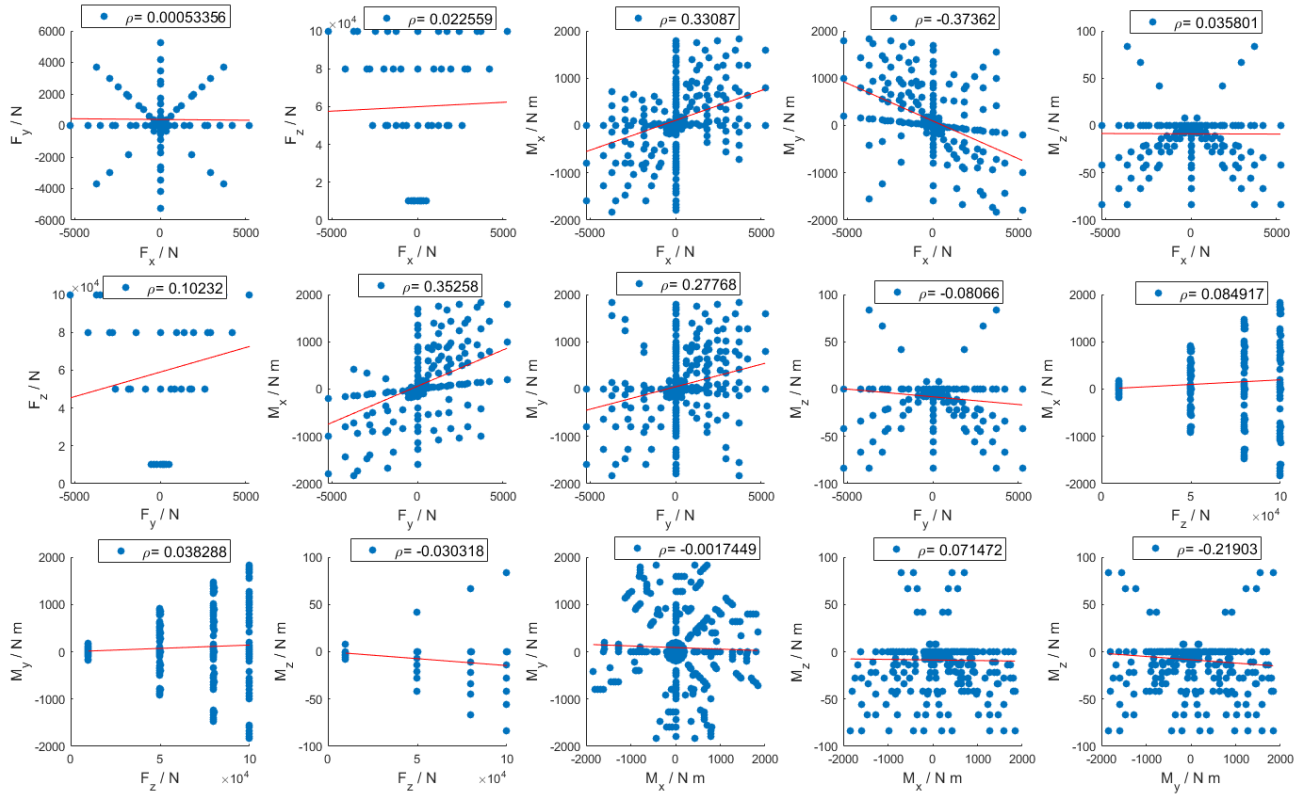 ρ= 0.00053356
F_y / N
6000
4000
2000
0
-2000
-4000
-6000
-5000 0 5000
F_x / N
×10^4
ρ= 0.022559
F_z / N
10
8
6
4
2
0
-5000 0 5000
F_x / N
ρ= 0.33087
M_x / N m
2000
1000
0
-1000
-2000
-5000 0 5000
F_x / N
ρ= -0.37362
M_y / N m
2000
1000
0
-1000
-2000
-5000 0 5000
F_x / N
ρ= 0.035801
M_z / N m
100
50
0
-50
-100
-5000 0 5000
F_x / N
×10^4
ρ= 0.10232
F_z / N
10
8
6
4
2
0
-5000 0 5000
F_y / N
ρ= 0.35258
M_x / N m
2000
1000
0
-1000
-2000
-5000 0 5000
F_y / N
ρ= 0.27768
M_y / N m
2000
1000
0
-1000
-2000
-5000 0 5000
F_y / N
ρ= -0.08066
M_z / N m
100
50
0
-50
-100
-5000 0 5000
F_y / N
ρ= 0.084917
M_x / N m
2000
1000
0
-1000
-2000
0 5 10
F_z / N
×10^4
ρ= 0.038288
M_y / N m
2000
1000
0
-1000
-2000
0 5 10
F_z / N
×10^4
ρ= -0.030318
M_z / N m
100
50
0
-50
-100
0 5 10
F_z / N
×10^4
ρ= -0.0017449
M_y / N m
2000
1000
0
-1000
-2000
-2000 -1000 0 1000 2000
M_x / N m
ρ= 0.071472
M_z / N m
100
50
0
-50
-100
-2000 -1000 0 1000 2000
M_x / N m
ρ= -0.21903
M_z / N m
100
50
0
-50
-100
-2000 -1000 0 1000 2000
M_y / N m